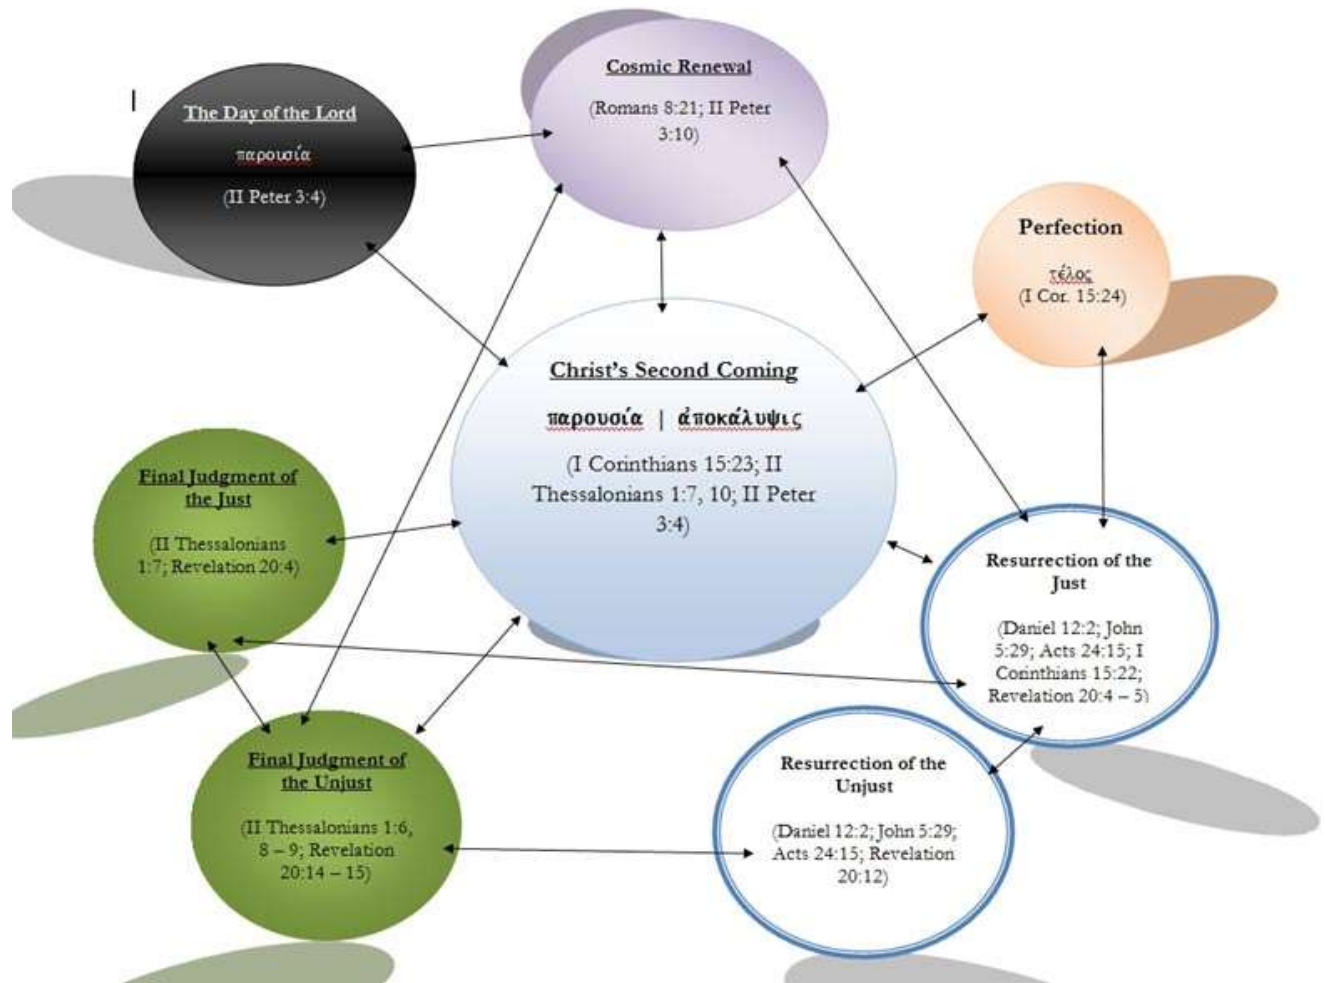 The Day of the Lord
παρουσία
(II Peter 3:4)
Cosmic Renewal
(Romans 8:21; II Peter
3:10)
Perfection
τέλος
(I Cor. 15:24)
Christ's Second Coming
παρουσία | ἀποκάλυψις
(I Corinthians 15:23; II
Thessalonians 1:7, 10; II Peter
3:4)
Final Judgment of
the Just
(II Thessalonians
1:7; Revelation 20:4)
Resurrection of the
Just
(Daniel 12:2; John
5:29; Acts 24:15; I
Corinthians 15:22;
Revelation 20:4 – 5)
Final Judgment of
the Unjust
(II Thessalonians 1:6,
8 – 9; Revelation
20:14 – 15)
Resurrection of the
Unjust
(Daniel 12:2; John 5:29;
Acts 24:15; Revelation
20:12)